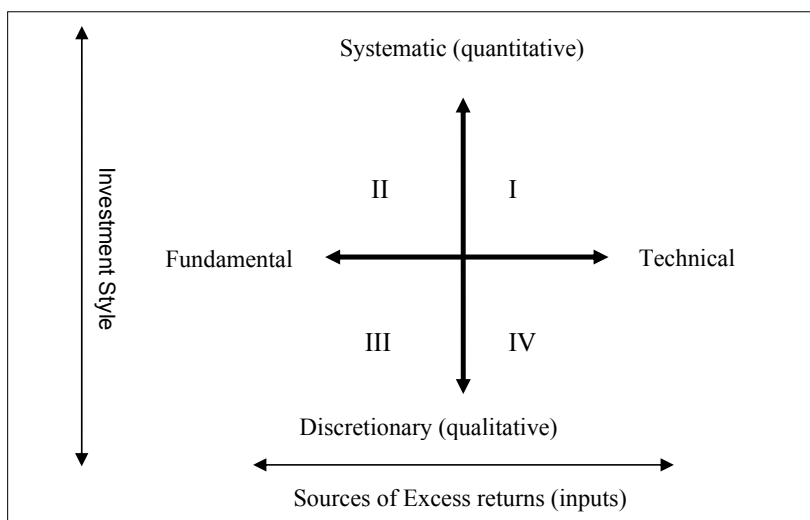 Systematic (quantitative)
Investment Style
II
I
Fundamental
Technical
III
IV
Discretionary (qualitative)
Sources of Excess returns (inputs)